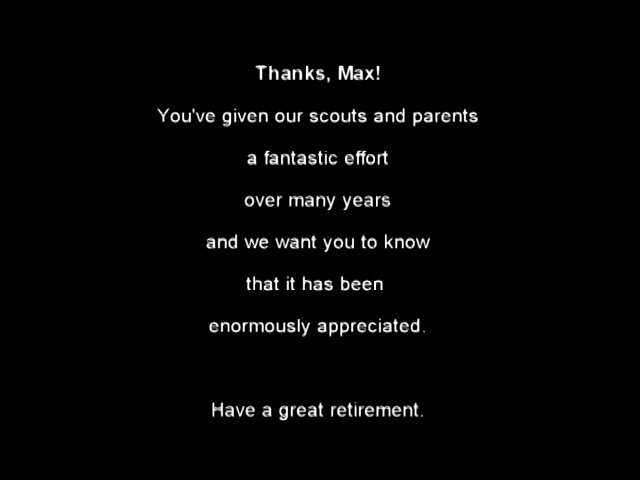 Thanks, Max!
You've given our scouts and parents
a fantastic effort
over many years
and we want you to know
that it has been
enormously appreciated.
Have a great retirement.